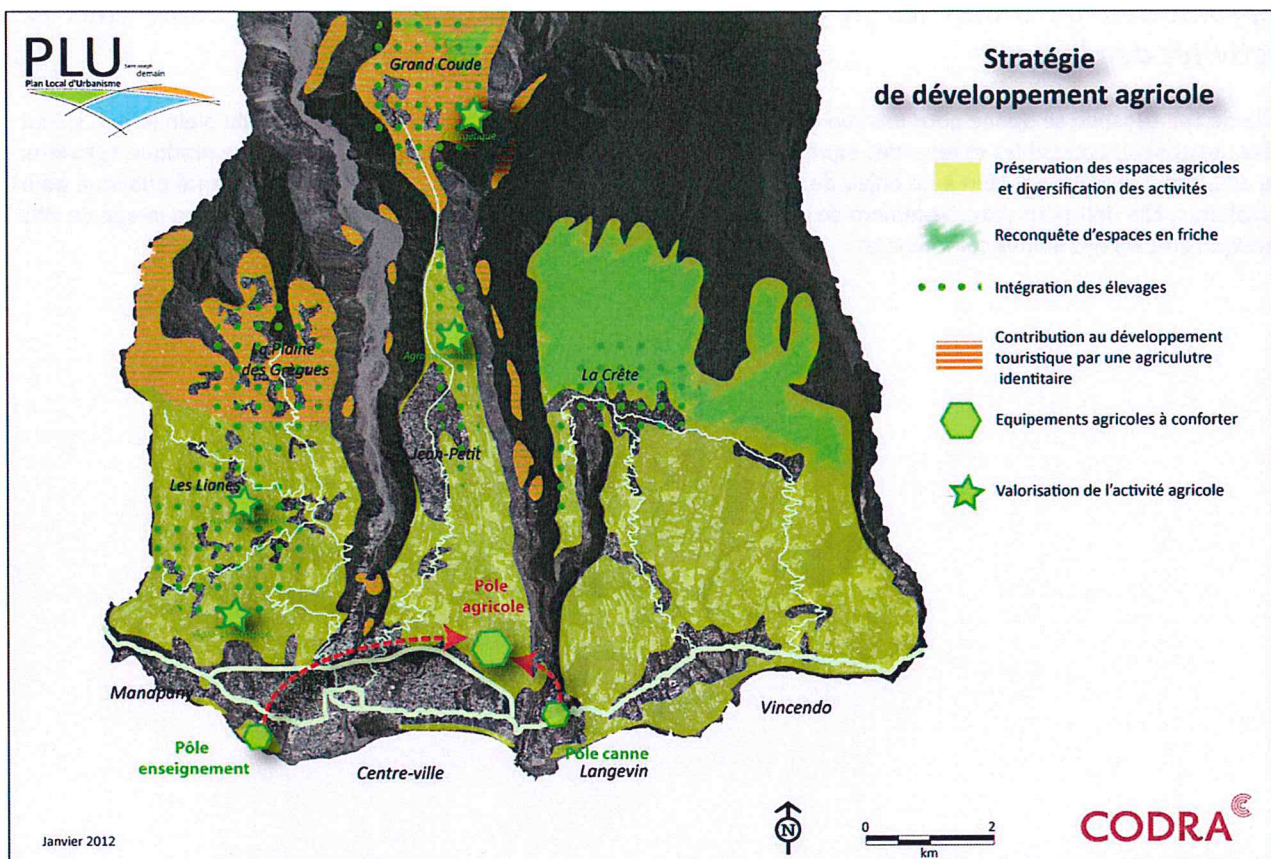 PLU
Saint-Joseph demain
Plan Local d'Urbanisme
Stratégie
de développement agricole
Grand Coude
La Plaine
des Grègues
La Crête
Jean-Petit
Les Lianes
Pôle
agricole
Manapany
Vincendo
Pôle
enseignement
Centre-ville
Pôle canne
Langevin
Préservation des espaces agricoles
et diversification des activités
Reconquête d'espaces en friche
Intégration des élevages
Contribution au développement
touristique par une agriculutre
identitaire
Equipements agricoles à conforter
Valorisation de l'activité agricole
Janvier 2012
N
0 2
km
CODRA